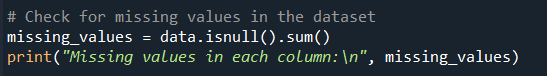 # Check for missing values in the dataset
missing_values = data.isnull().sum()
print("Missing values in each column:\n", missing_values)